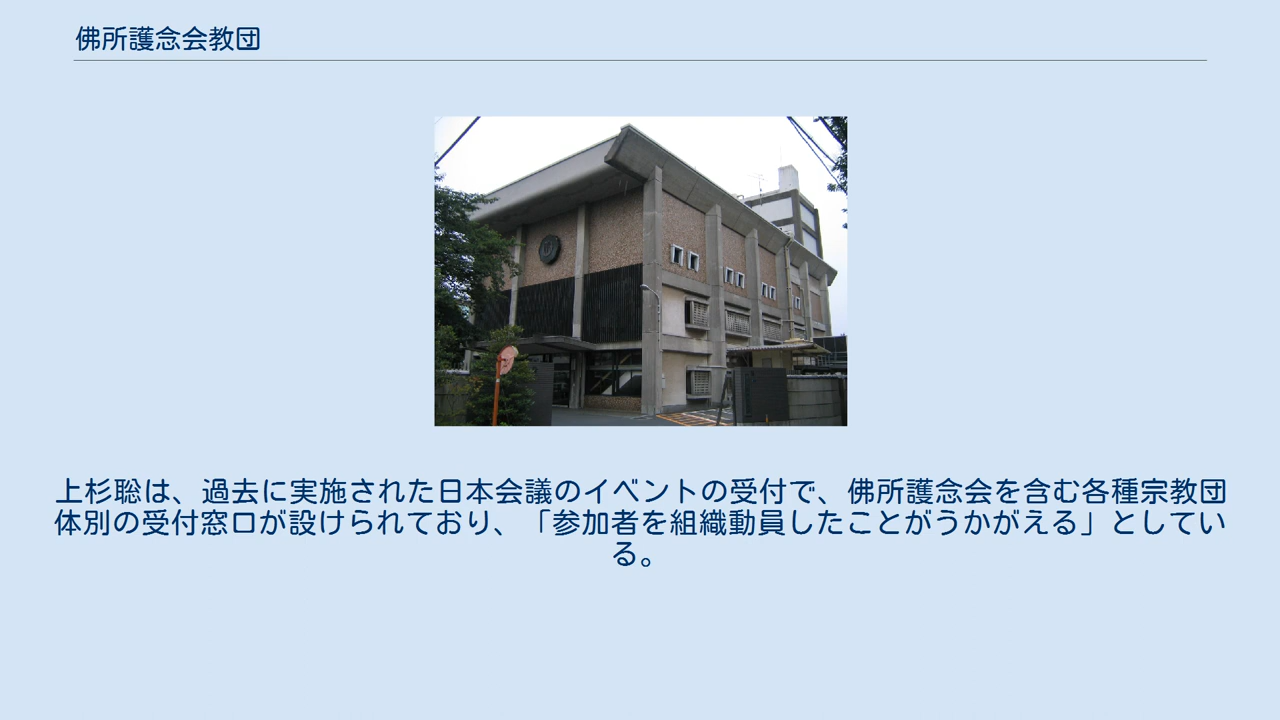 佛所護念会教団
上杉聡は、過去に実施された日本会議のイベントの受付で、佛所護念会を含む各種宗教団
体別の受付窓口が設けられており、「参加者を組織動員したことがうかがえる」としてい
る。